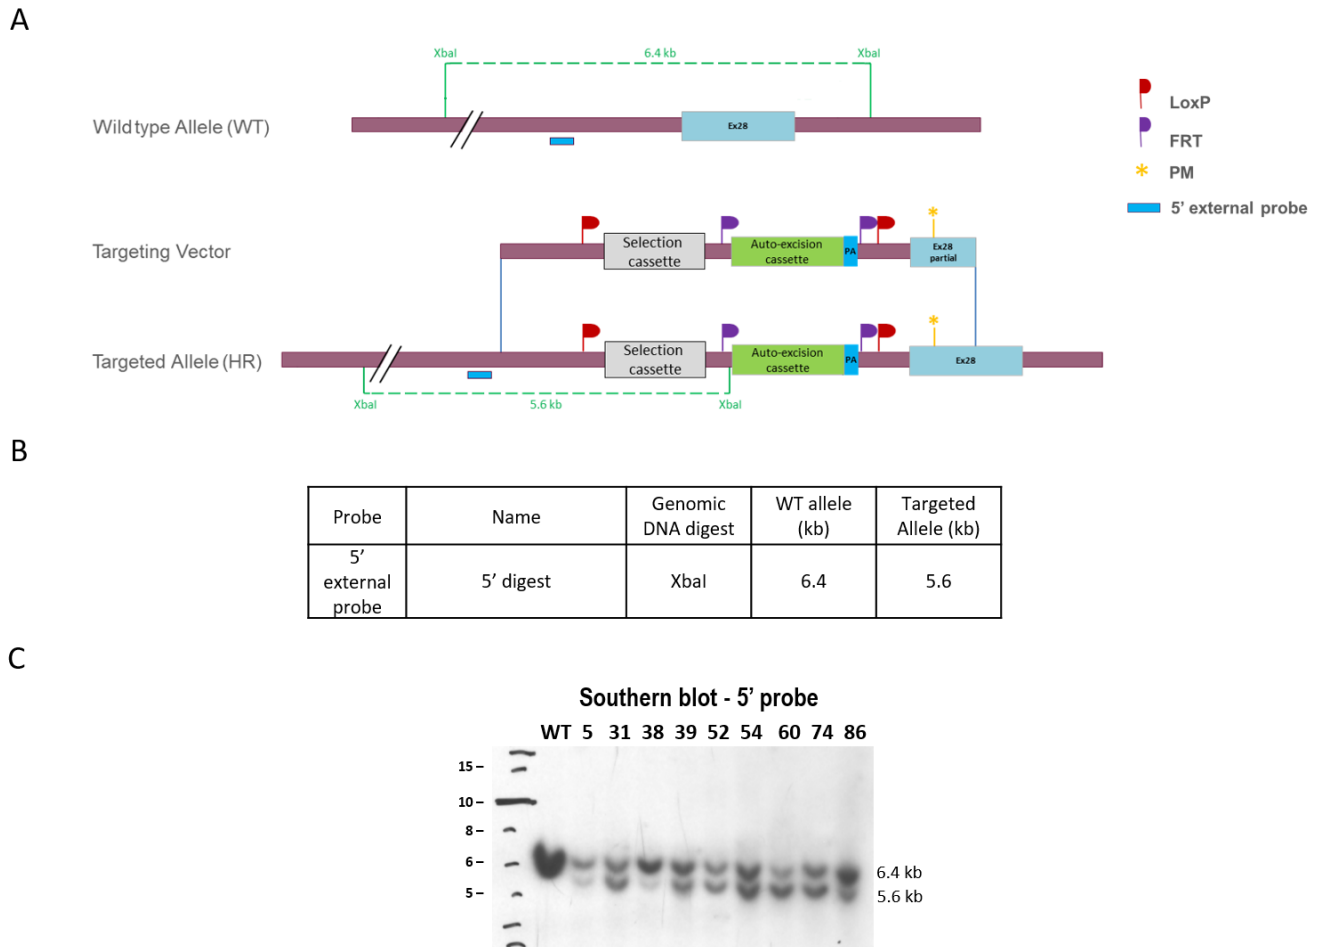 A
XbaI 6.4 kb XbaI
Wild type Allele (WT)
Ex28
LoxP
FRT
PM
5' external probe
Targeting Vector
Selection cassette
Auto-excision cassette
PA
Ex28 partial
Targeted Allele (HR)
Selection cassette
Auto-excision cassette
PA
Ex28
XbaI 5.6 kb XbaI
B
Probe Name Genomic DNA digest WT allele (kb) Targeted Allele (kb)
5' external probe 5' digest XbaI 6.4 5.6
C
Southern blot - 5' probe
WT 5 31 38 39 52 54 60 74 86
15 –
10 –
8 –
6 –
6.4 kb
5 –
5.6 kb